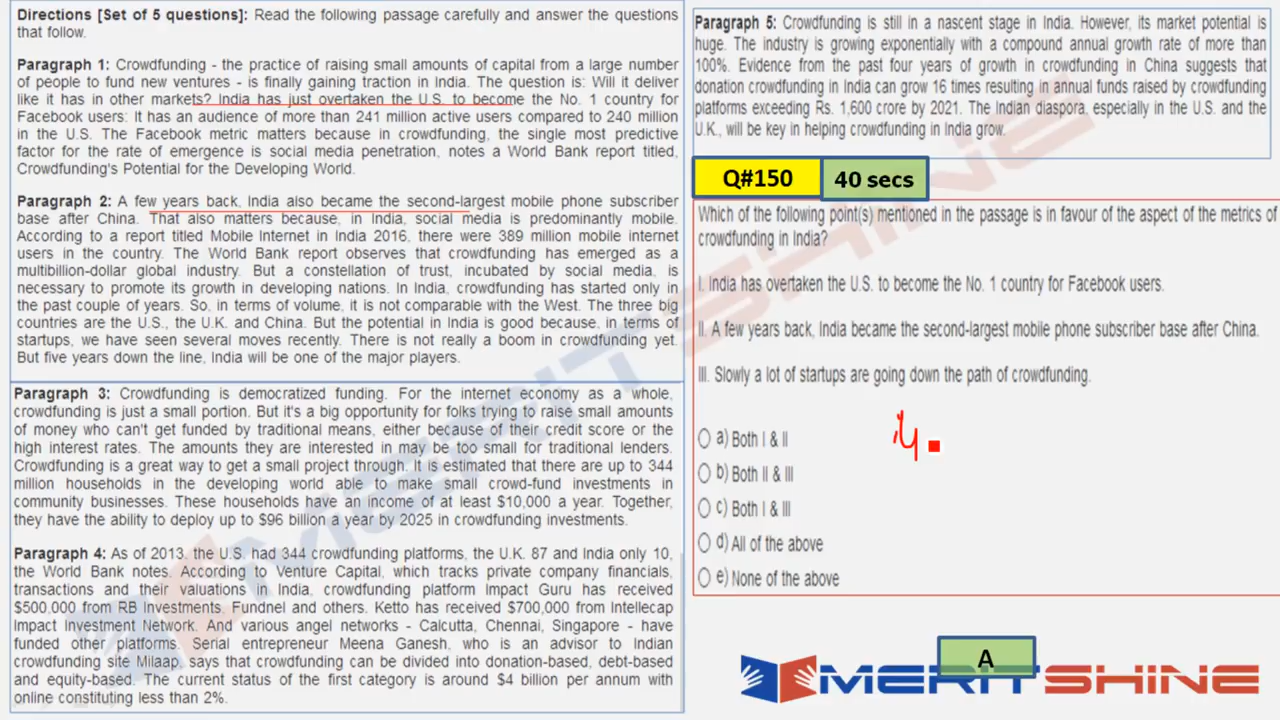 Directions [Set of 5 questions]: Read the following passage carefully and answer the questions
that follow.
Paragraph 1: Crowdfunding - the practice of raising small amounts of capital from a large number
of people to fund new ventures - is finally gaining traction in India. The question is: Will it deliver
like it has in other markets? India has just overtaken the U.S. to become the No. 1 country for
Facebook users: It has an audience of more than 241 million active users compared to 240 million
in the U.S. The Facebook metric matters because in crowdfunding, the single most predictive
factor for the rate of emergence is social media penetration, notes a World Bank report titled,
Crowdfunding's Potential for the Developing World.
Paragraph 2: A few years back, India also became the second-largest mobile phone subscriber
base after China. That also matters because, in India, social media is predominantly mobile.
According to a report titled Mobile Internet in India 2016, there were 389 million mobile internet
users in the country. The World Bank report observes that crowdfunding has emerged as a
multibillion-dollar global industry. But a constellation of trust, incubated by social media, is
necessary to promote its growth in developing nations. In India, crowdfunding has started only in
the past couple of years. So, in terms of volume, it is not comparable with the West. The three big
countries are the U.S., the U.K. and China. But the potential in India is good because, in terms of
startups, we have seen several moves recently. There is not really a boom in crowdfunding yet.
But five years down the line, India will be one of the major players.
Paragraph 3: Crowdfunding is democratized funding. For the internet economy as a whole,
crowdfunding is just a small portion. But it's a big opportunity for folks trying to raise small amounts
of money who can't get funded by traditional means, either because of their credit score or the
high interest rates. The amounts they are interested in may be too small for traditional lenders.
Crowdfunding is a great way to get a small project through. It is estimated that there are up to 344
million households in the developing world able to make small crowd-fund investments in
community businesses. These households have an income of at least $10,000 a year. Together,
they have the ability to deploy up to $96 billion a year by 2025 in crowdfunding investments.
Paragraph 4: As of 2013, the U.S. had 344 crowdfunding platforms, the U.K. 87 and India only 10,
the World Bank notes. According to Venture Capital, which tracks private company financials,
transactions and their valuations in India, crowdfunding platform Impact Guru has received
$500,000 from RB Investments, Fundnel and others. Ketto has received $700,000 from Intellecap
Impact Investment Network. And various angel networks - Calcutta, Chennai, Singapore - have
funded other platforms. Serial entrepreneur Meena Ganesh, who is an advisor to Indian
crowdfunding site Milaap, says that crowdfunding can be divided into donation-based, debt-based
and equity-based. The current status of the first category is around $4 billion per annum with
online constituting less than 2%.
Paragraph 5: Crowdfunding is still in a nascent stage in India. However, its market potential is
huge. The industry is growing exponentially with a compound annual growth rate of more than
100%. Evidence from the past four years of growth in crowdfunding in China suggests that
donation crowdfunding in India can grow 16 times resulting in annual funds raised by crowdfunding
platforms exceeding Rs. 1,600 crore by 2021. The Indian diaspora, especially in the U.S. and the
U.K., will be key in helping crowdfunding in India grow.
Q#150 40 secs
Which of the following point(s) mentioned in the passage is in favour of the aspect of the metrics of
crowdfunding in India?
I. India has overtaken the U.S. to become the No. 1 country for Facebook users.
II. A few years back, India became the second-largest mobile phone subscriber base after China.
III. Slowly a lot of startups are going down the path of crowdfunding.
a) Both I & II
b) Both II & III
c) Both I & III
d) All of the above
e) None of the above
A
MERIT SHINE